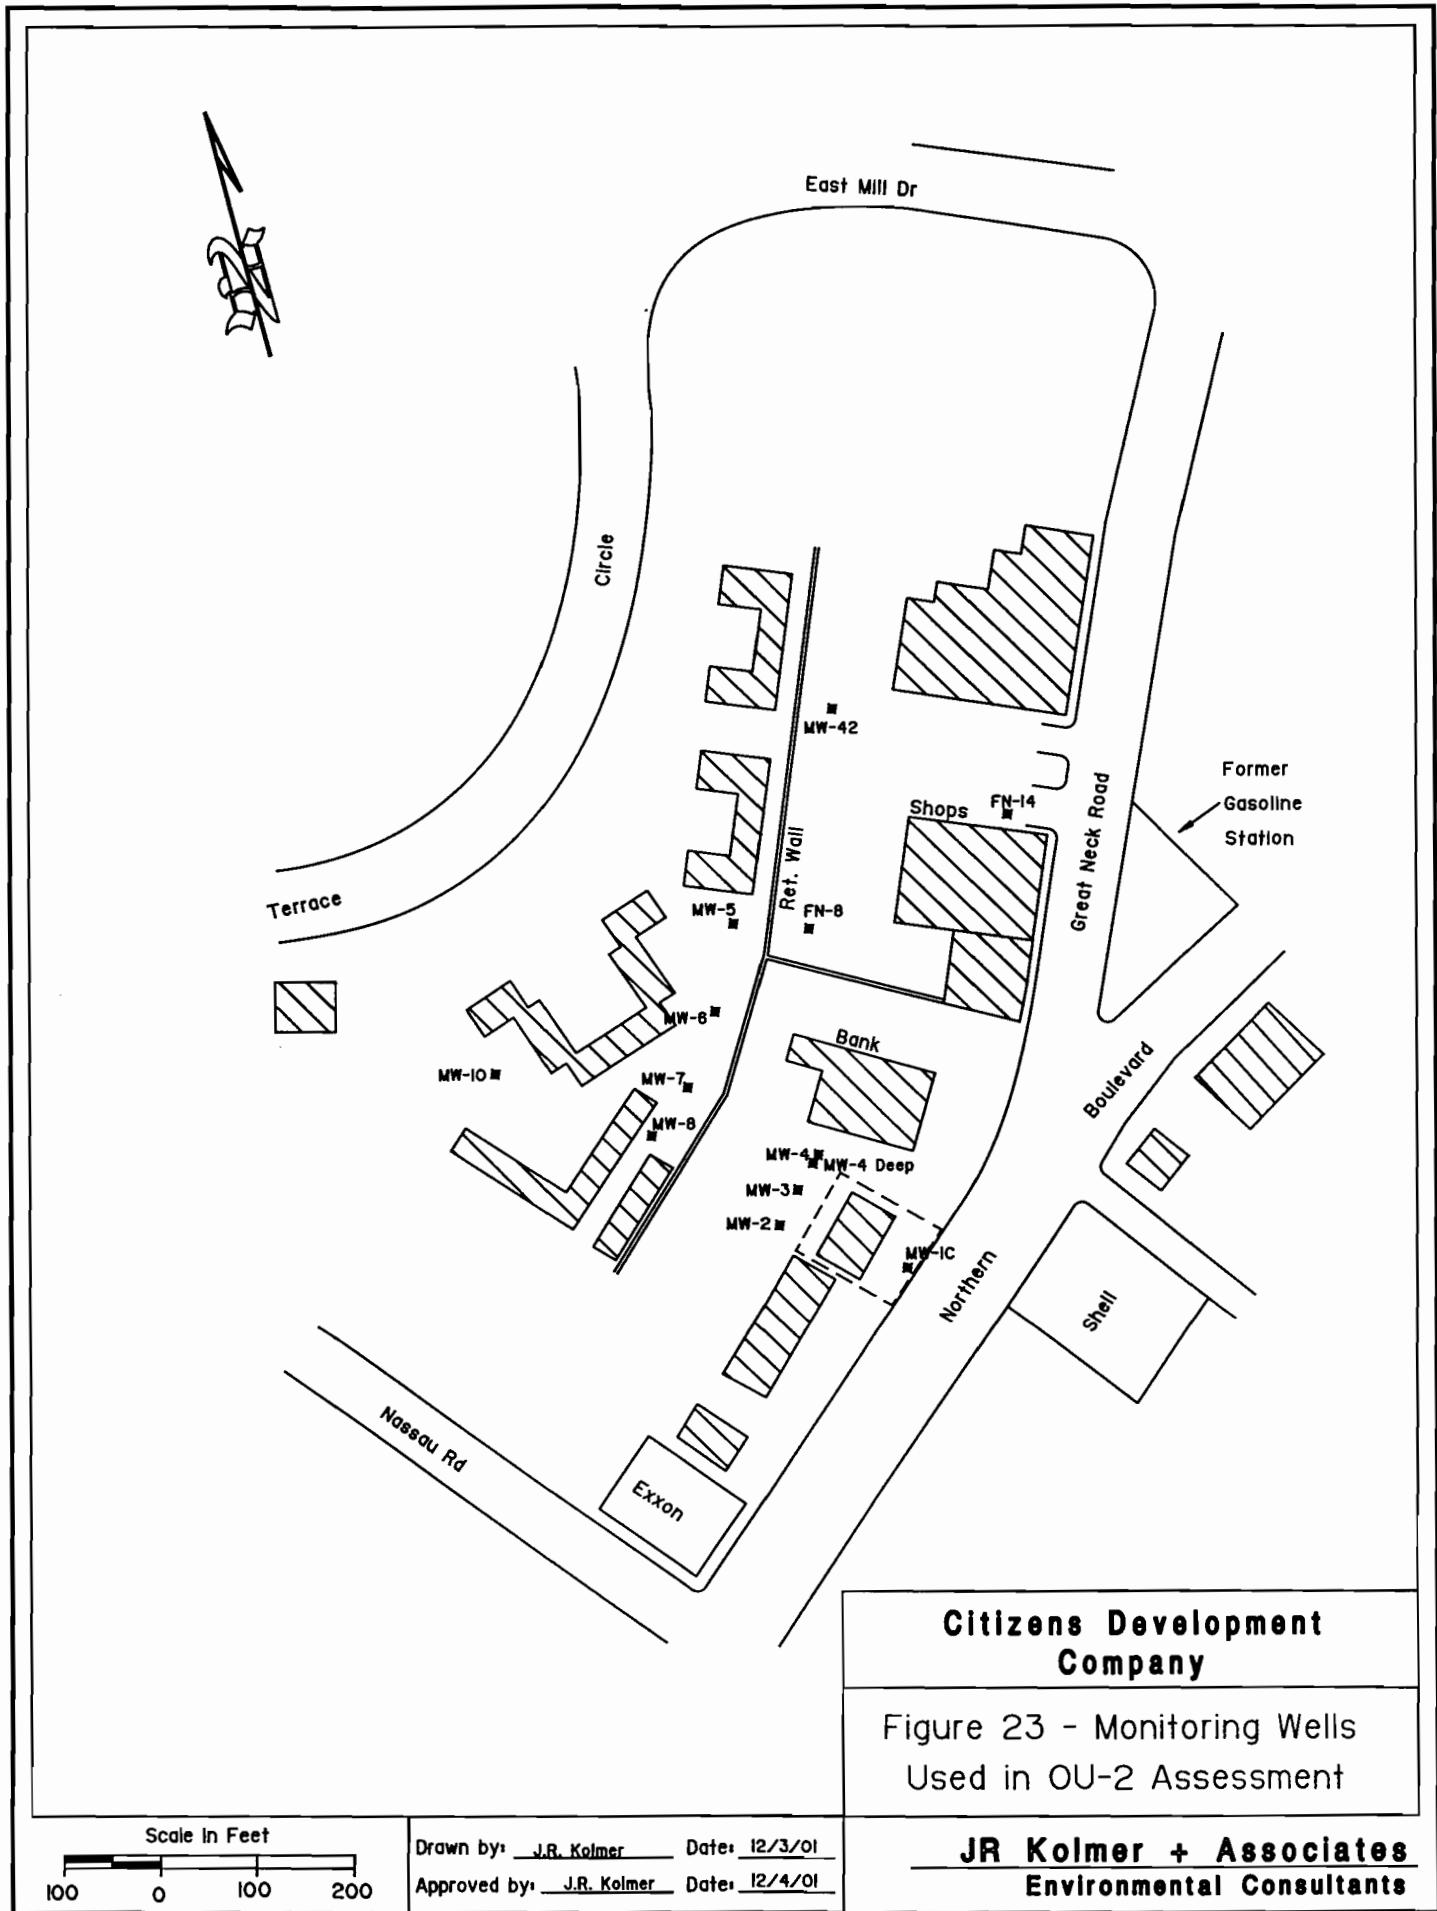 East Mill Dr
N
Circle
MW-42
Former
Gasoline
Station
Shops
FN-14
Great Neck Road
Ret. Wall
Terrace
MW-5
FN-8
MW-6
Bank
MW-10
MW-7
Boulevard
MW-8
MW-4
MW-4 Deep
MW-3
MW-2
MW-1C
Northern
Shell
Nassau Rd
Exxon
Citizens Development
Company
Figure 23 - Monitoring Wells
Used in OU-2 Assessment
Scale In Feet
100 0 100 200
Drawn by: J.R. Kolmer Date: 12/3/01
Approved by: J.R. Kolmer Date: 12/4/01
JR Kolmer + Associates
Environmental Consultants